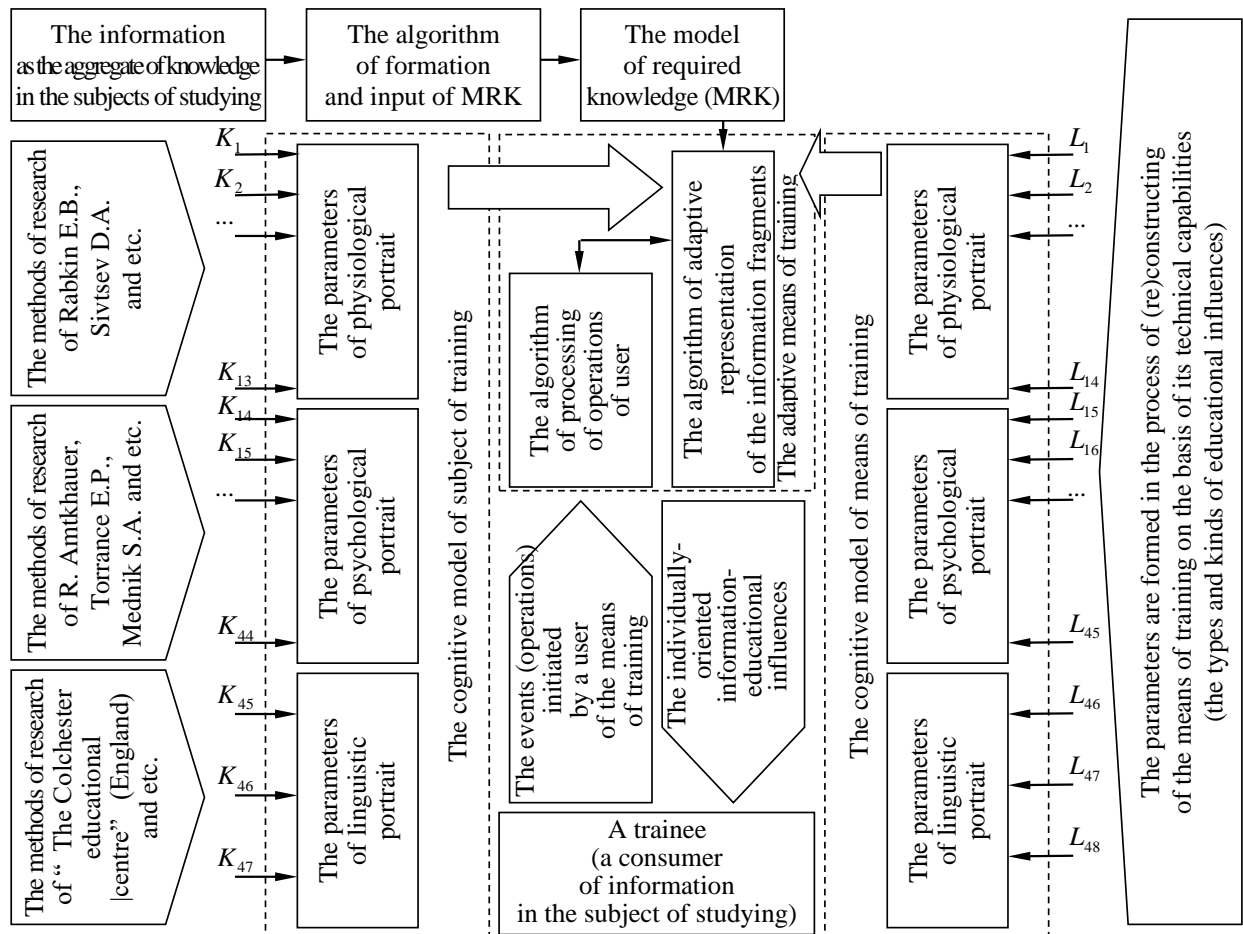 The information
as the aggregate of knowledge
in the subjects of studying
The algorithm
of formation
and input of MRK
The model
of required
knowledge (MRK)
The methods of research
of Rabkin E.B.,
Sivtsev D.A.
and etc.
K1
K2
...
K13
The parameters
of physiological
portrait
The methods of research
of R. Amtkhauer,
Torrance E.P.,
Mednik S.A. and etc.
K14
K15
...
K44
The parameters
of psychological
portrait
The methods of research
of “ The Colchester
educational
|centre” (England)
and etc.
K45
K46
K47
The parameters
of linguistic
portrait
The cognitive model of subject of training
The algorithm
of processing
of operations
of user
The algorithm of adaptive
representation
of the information fragments
The adaptive means of training
The events (operations)
initiated
by a user
of the means
of training
The individually-
oriented
information-
educational
influences
A trainee
(a consumer
of information
in the subject of studying)
The cognitive model of means of training
The parameters
of physiological
portrait
L1
L2
...
L14
The parameters
of psychological
portrait
L15
L16
...
L45
The parameters
of linguistic
portrait
L46
L47
L48
The parameters are formed in the process of (re)constructing
of the means of training on the basis of its technical capabilities
(the types and kinds of educational influences)